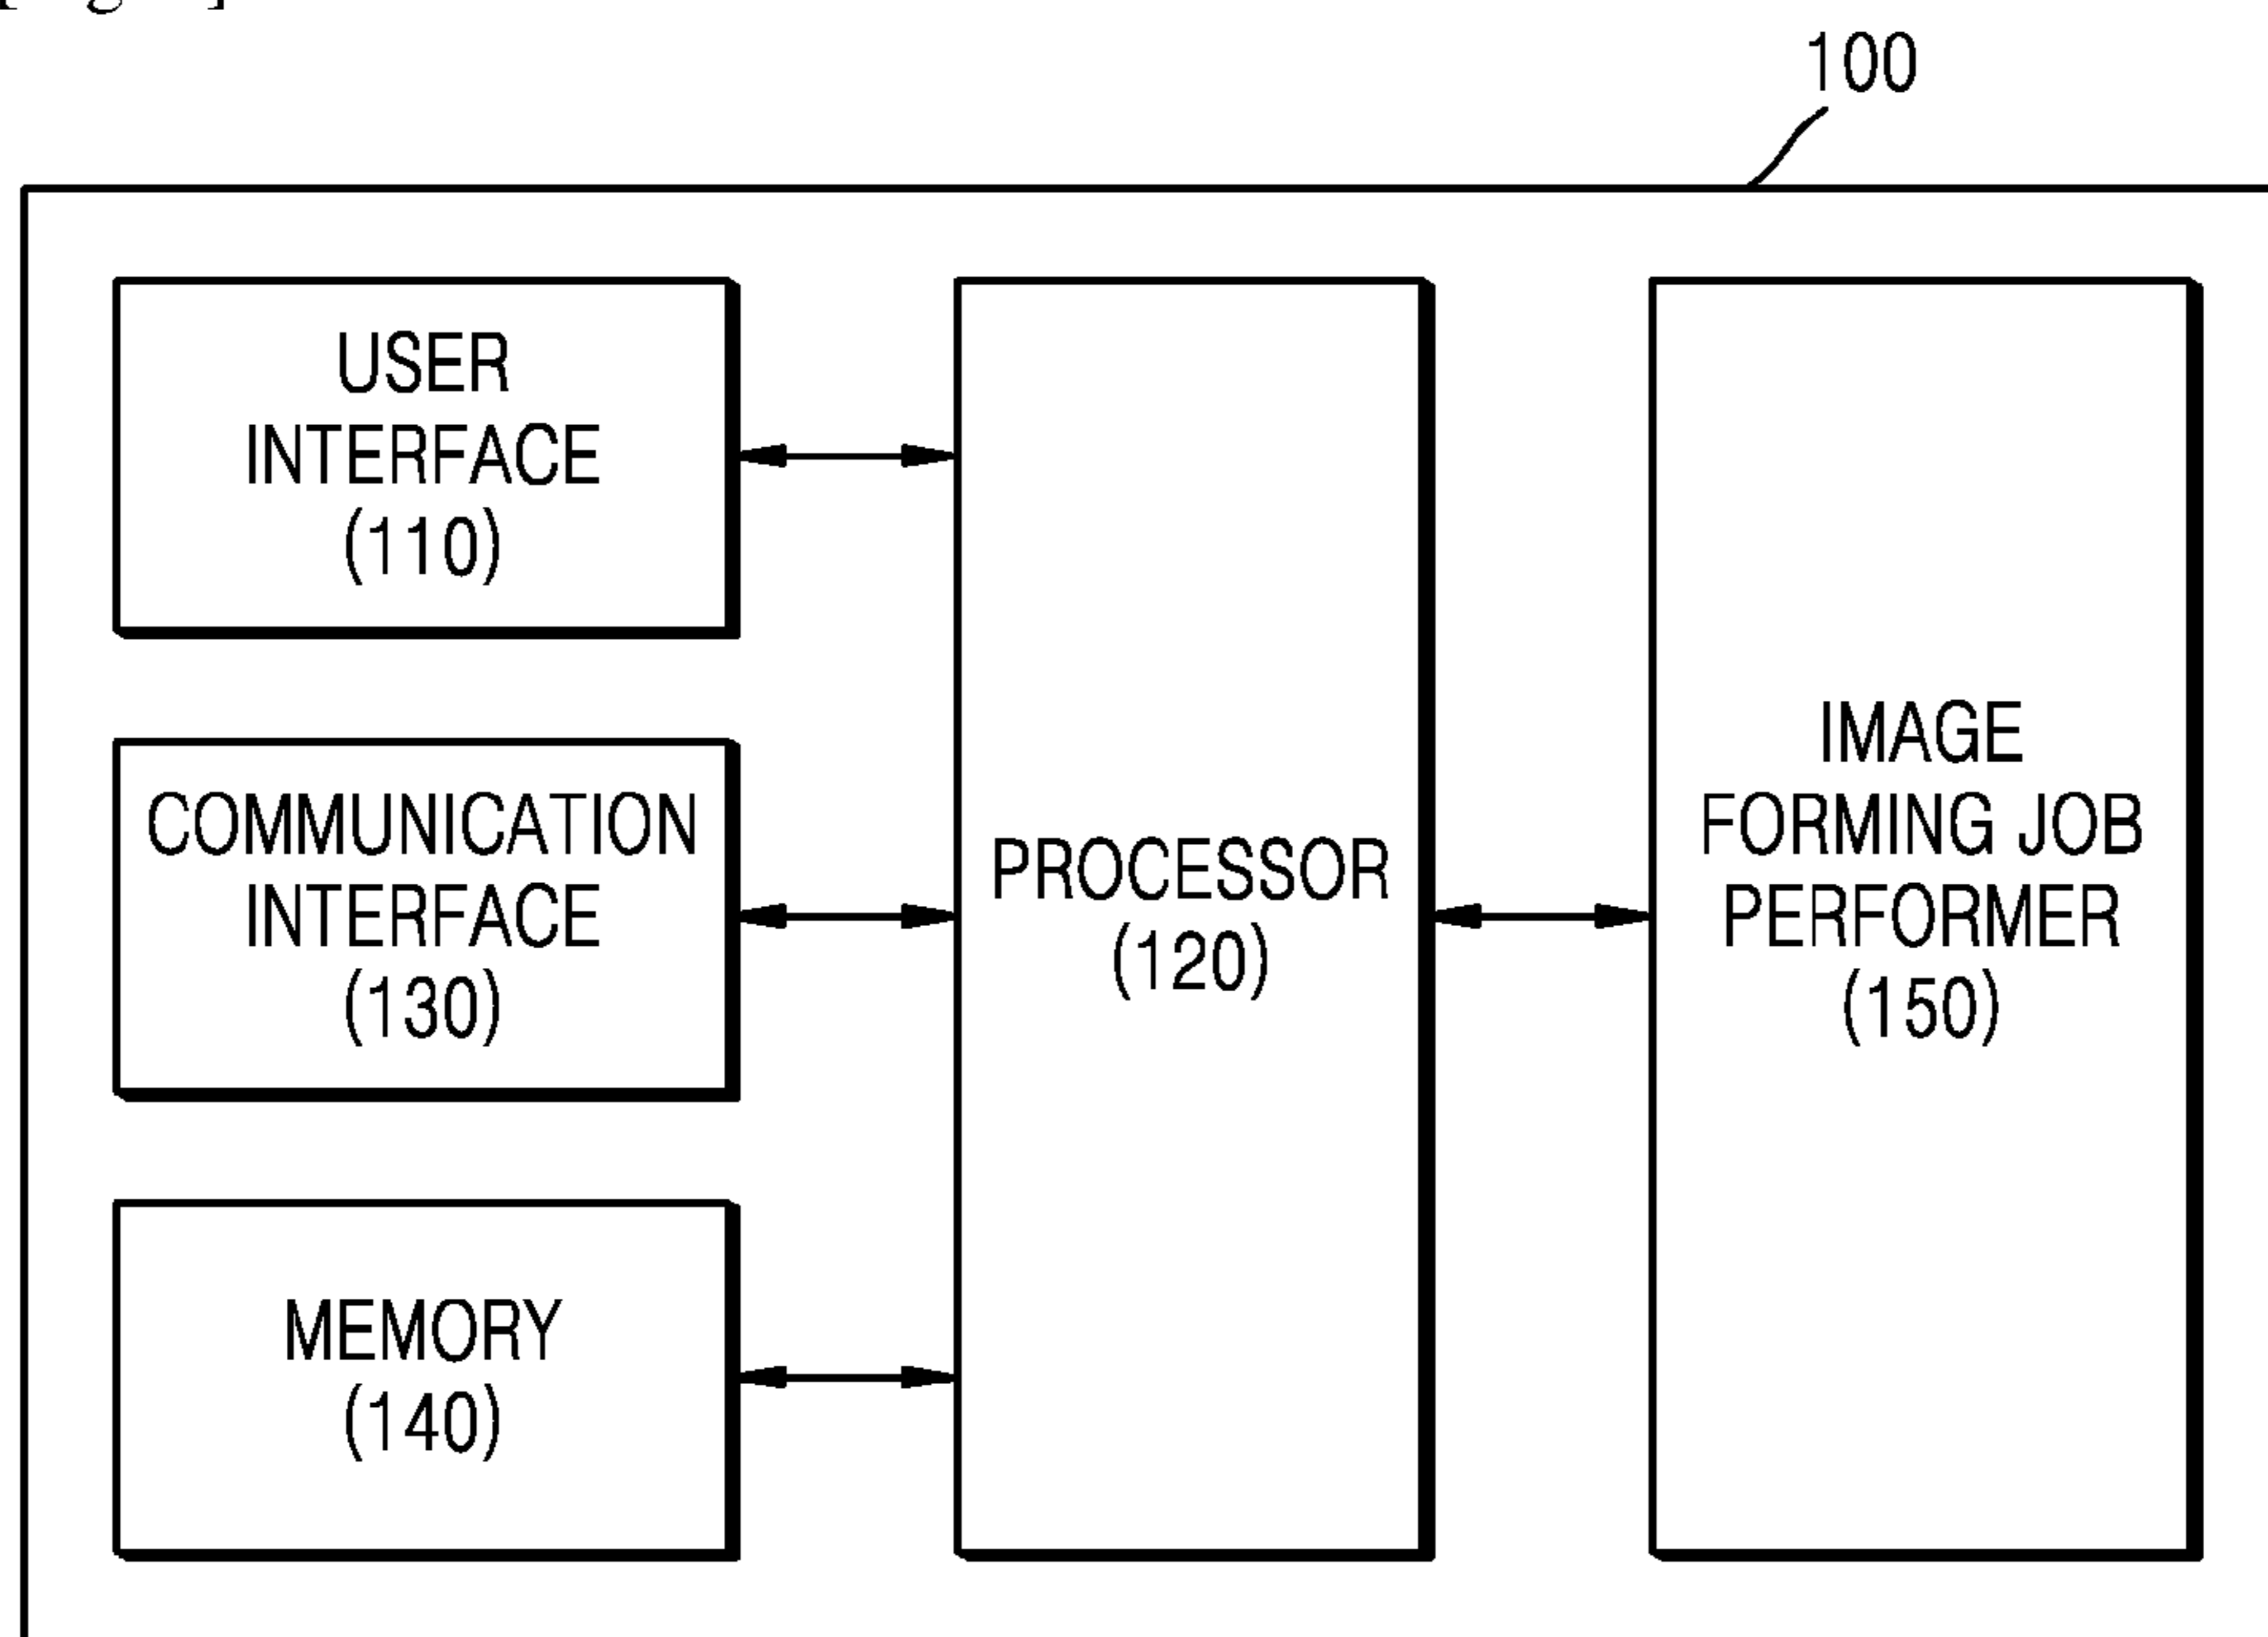 100
USER
INTERFACE
(110)
COMMUNICATION
INTERFACE
(130)
MEMORY
(140)
PROCESSOR
(120)
IMAGE
FORMING JOB
PERFORMER
(150)